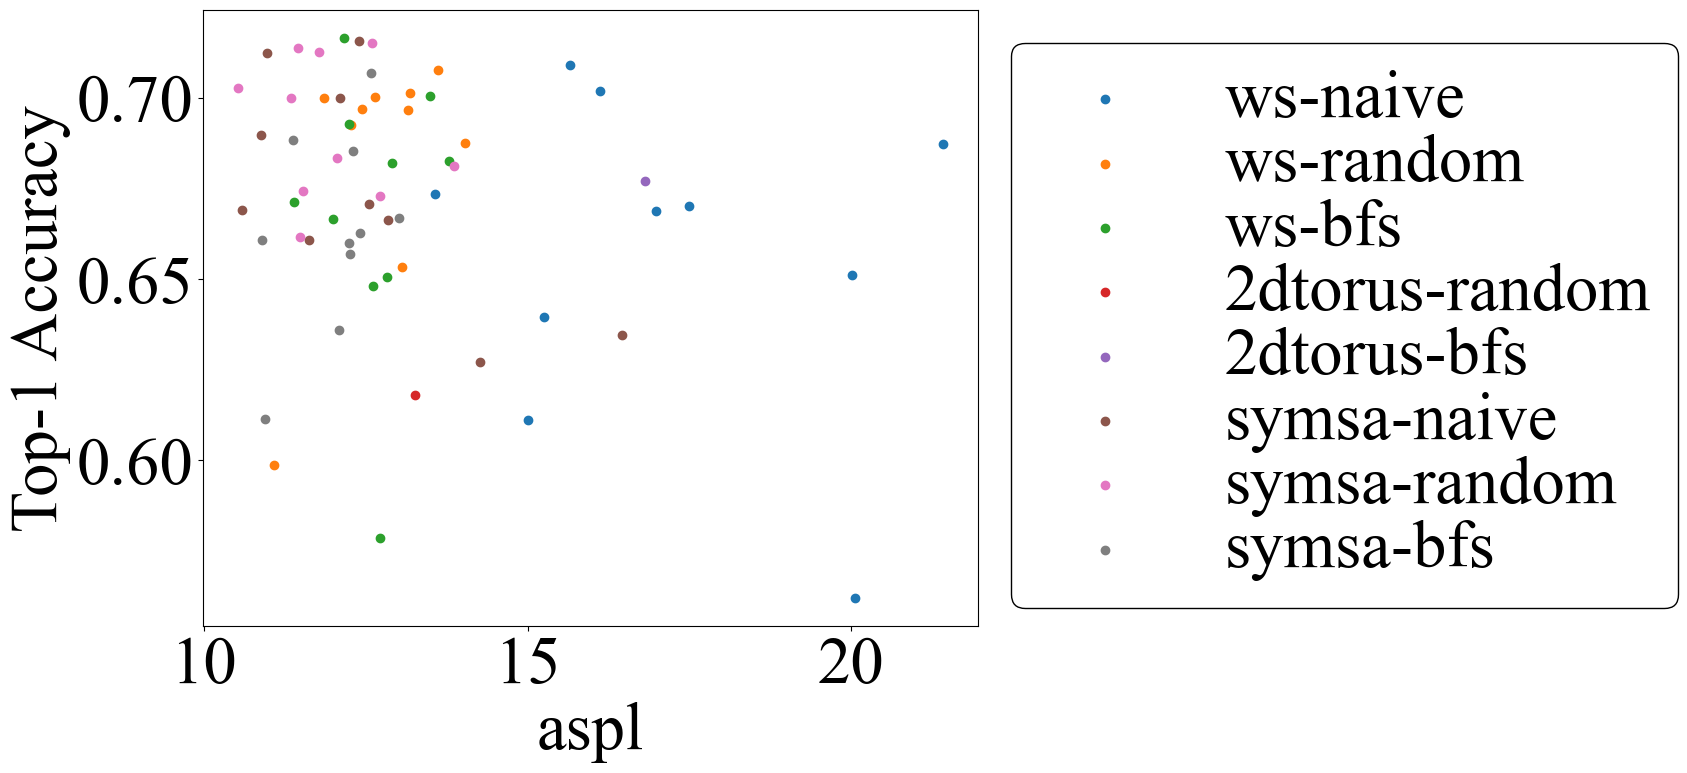 Top-1 Accuracy
0.70
0.65
0.60
10
15
20
aspl
ws-naive
ws-random
ws-bfs
2dtorus-random
2dtorus-bfs
symsa-naive
symsa-random
symsa-bfs